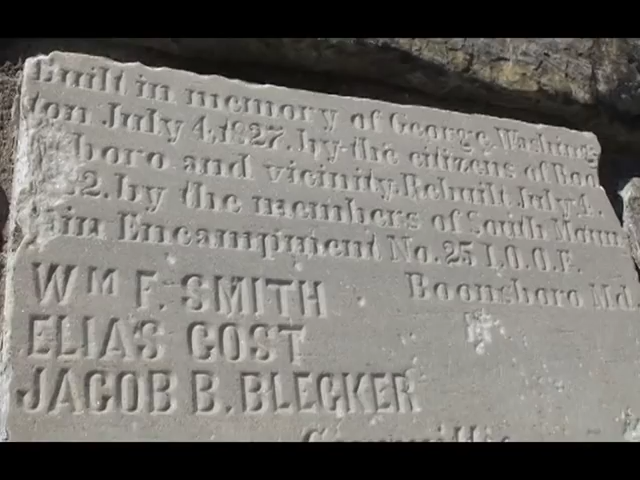 Built in memory of George Washing
ton July 4, 1827. by the citizens of Boo
boro and vicinity. Rebuilt July 4.
2. by the members of South Moun
in Encampment No. 25 I.O.O.F.
Boonsboro Md.
WM F. SMITH
ELIAS COST
JACOB B. BLECKER
Committie